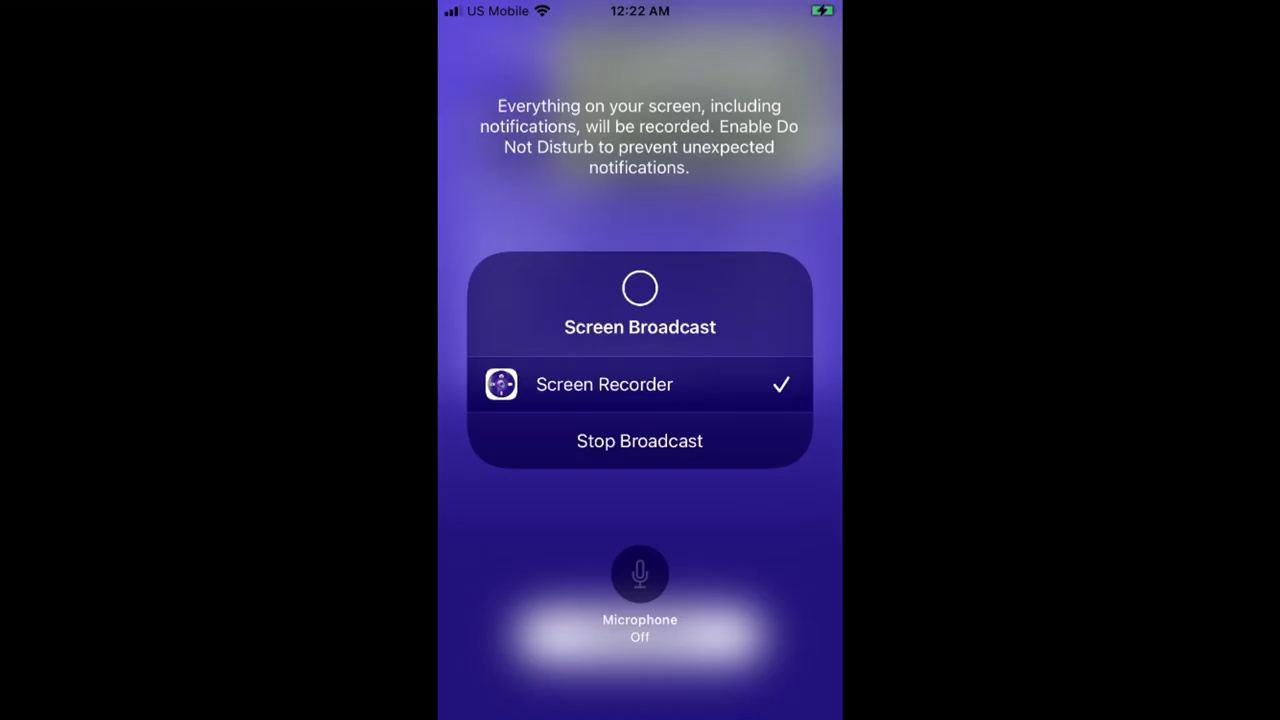 US Mobile 12:22 AM
Everything on your screen, including
notifications, will be recorded. Enable Do
Not Disturb to prevent unexpected
notifications.
Screen Broadcast
Screen Recorder
Stop Broadcast
Microphone
Off